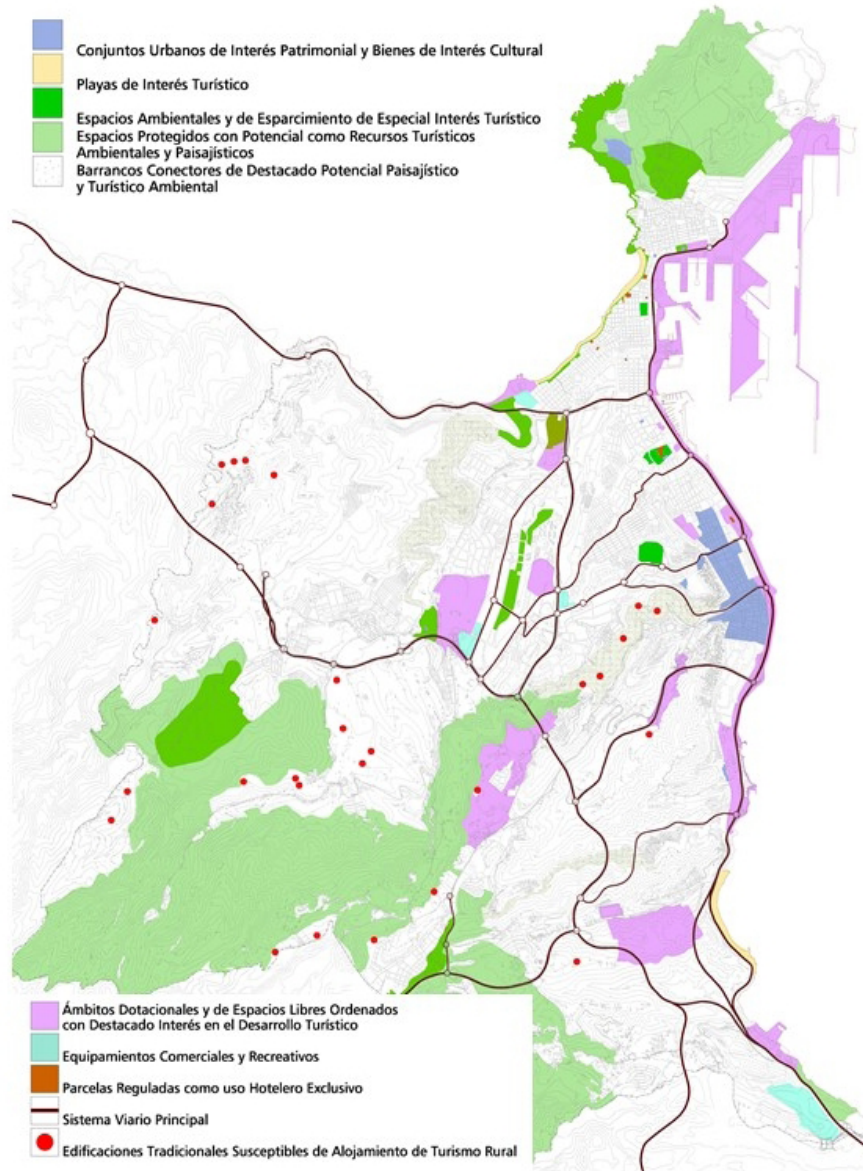 Conjuntos Urbanos de Interés Patrimonial y Bienes de Interés Cultural
Playas de Interés Turístico
Espacios Ambientales y de Esparcimiento de Especial Interés Turístico
Espacios Protegidos con Potencial como Recursos Turísticos
Ambientales y Paisajísticos
Barrancos Conectores de Destacado Potencial Paisajístico
y Turístico Ambiental
Ámbitos Dotacionales y de Espacios Libres Ordenados
con Destacado Interés en el Desarrollo Turístico
Equipamientos Comerciales y Recreativos
Parcelas Reguladas como uso Hotelero Exclusivo
Sistema Viario Principal
Edificaciones Tradicionales Susceptibles de Alojamiento de Turismo Rural